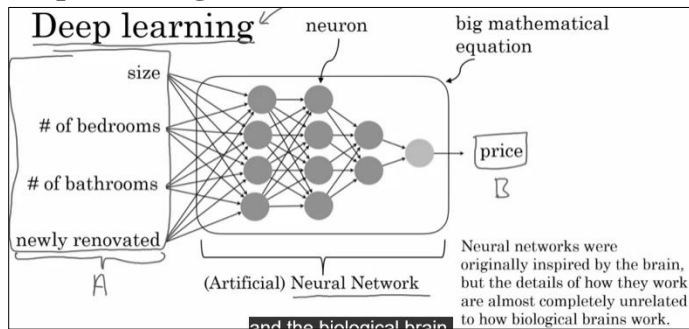 Deep learning
neuron
big mathematical
equation
size
# of bedrooms
# of bathrooms
newly renovated
A
price
B
(Artificial) Neural Network
Neural networks were
originally inspired by the brain,
but the details of how they work
are almost completely unrelated
to how biological brains work.
and the biological brain